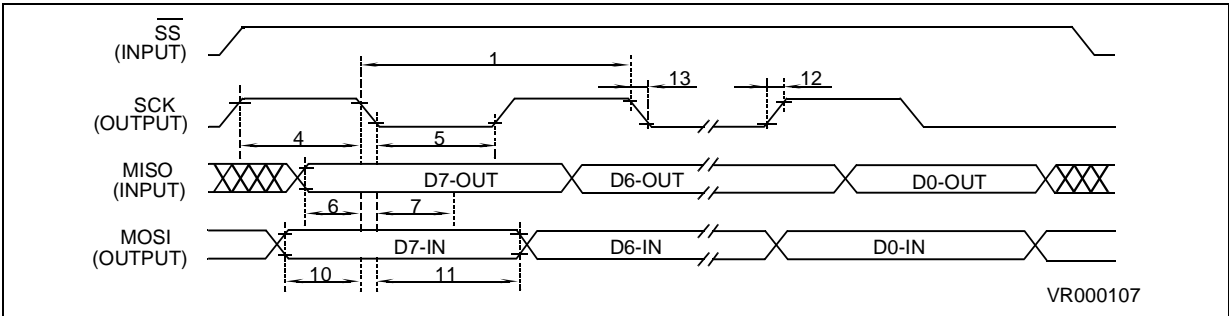 SS
(INPUT)
1
13
12
SCK
(OUTPUT)
4
5
MISO
(INPUT)
D7-OUT
D6-OUT
D0-OUT
6
7
MOSI
(OUTPUT)
D7-IN
D6-IN
D0-IN
10
11
VR000107